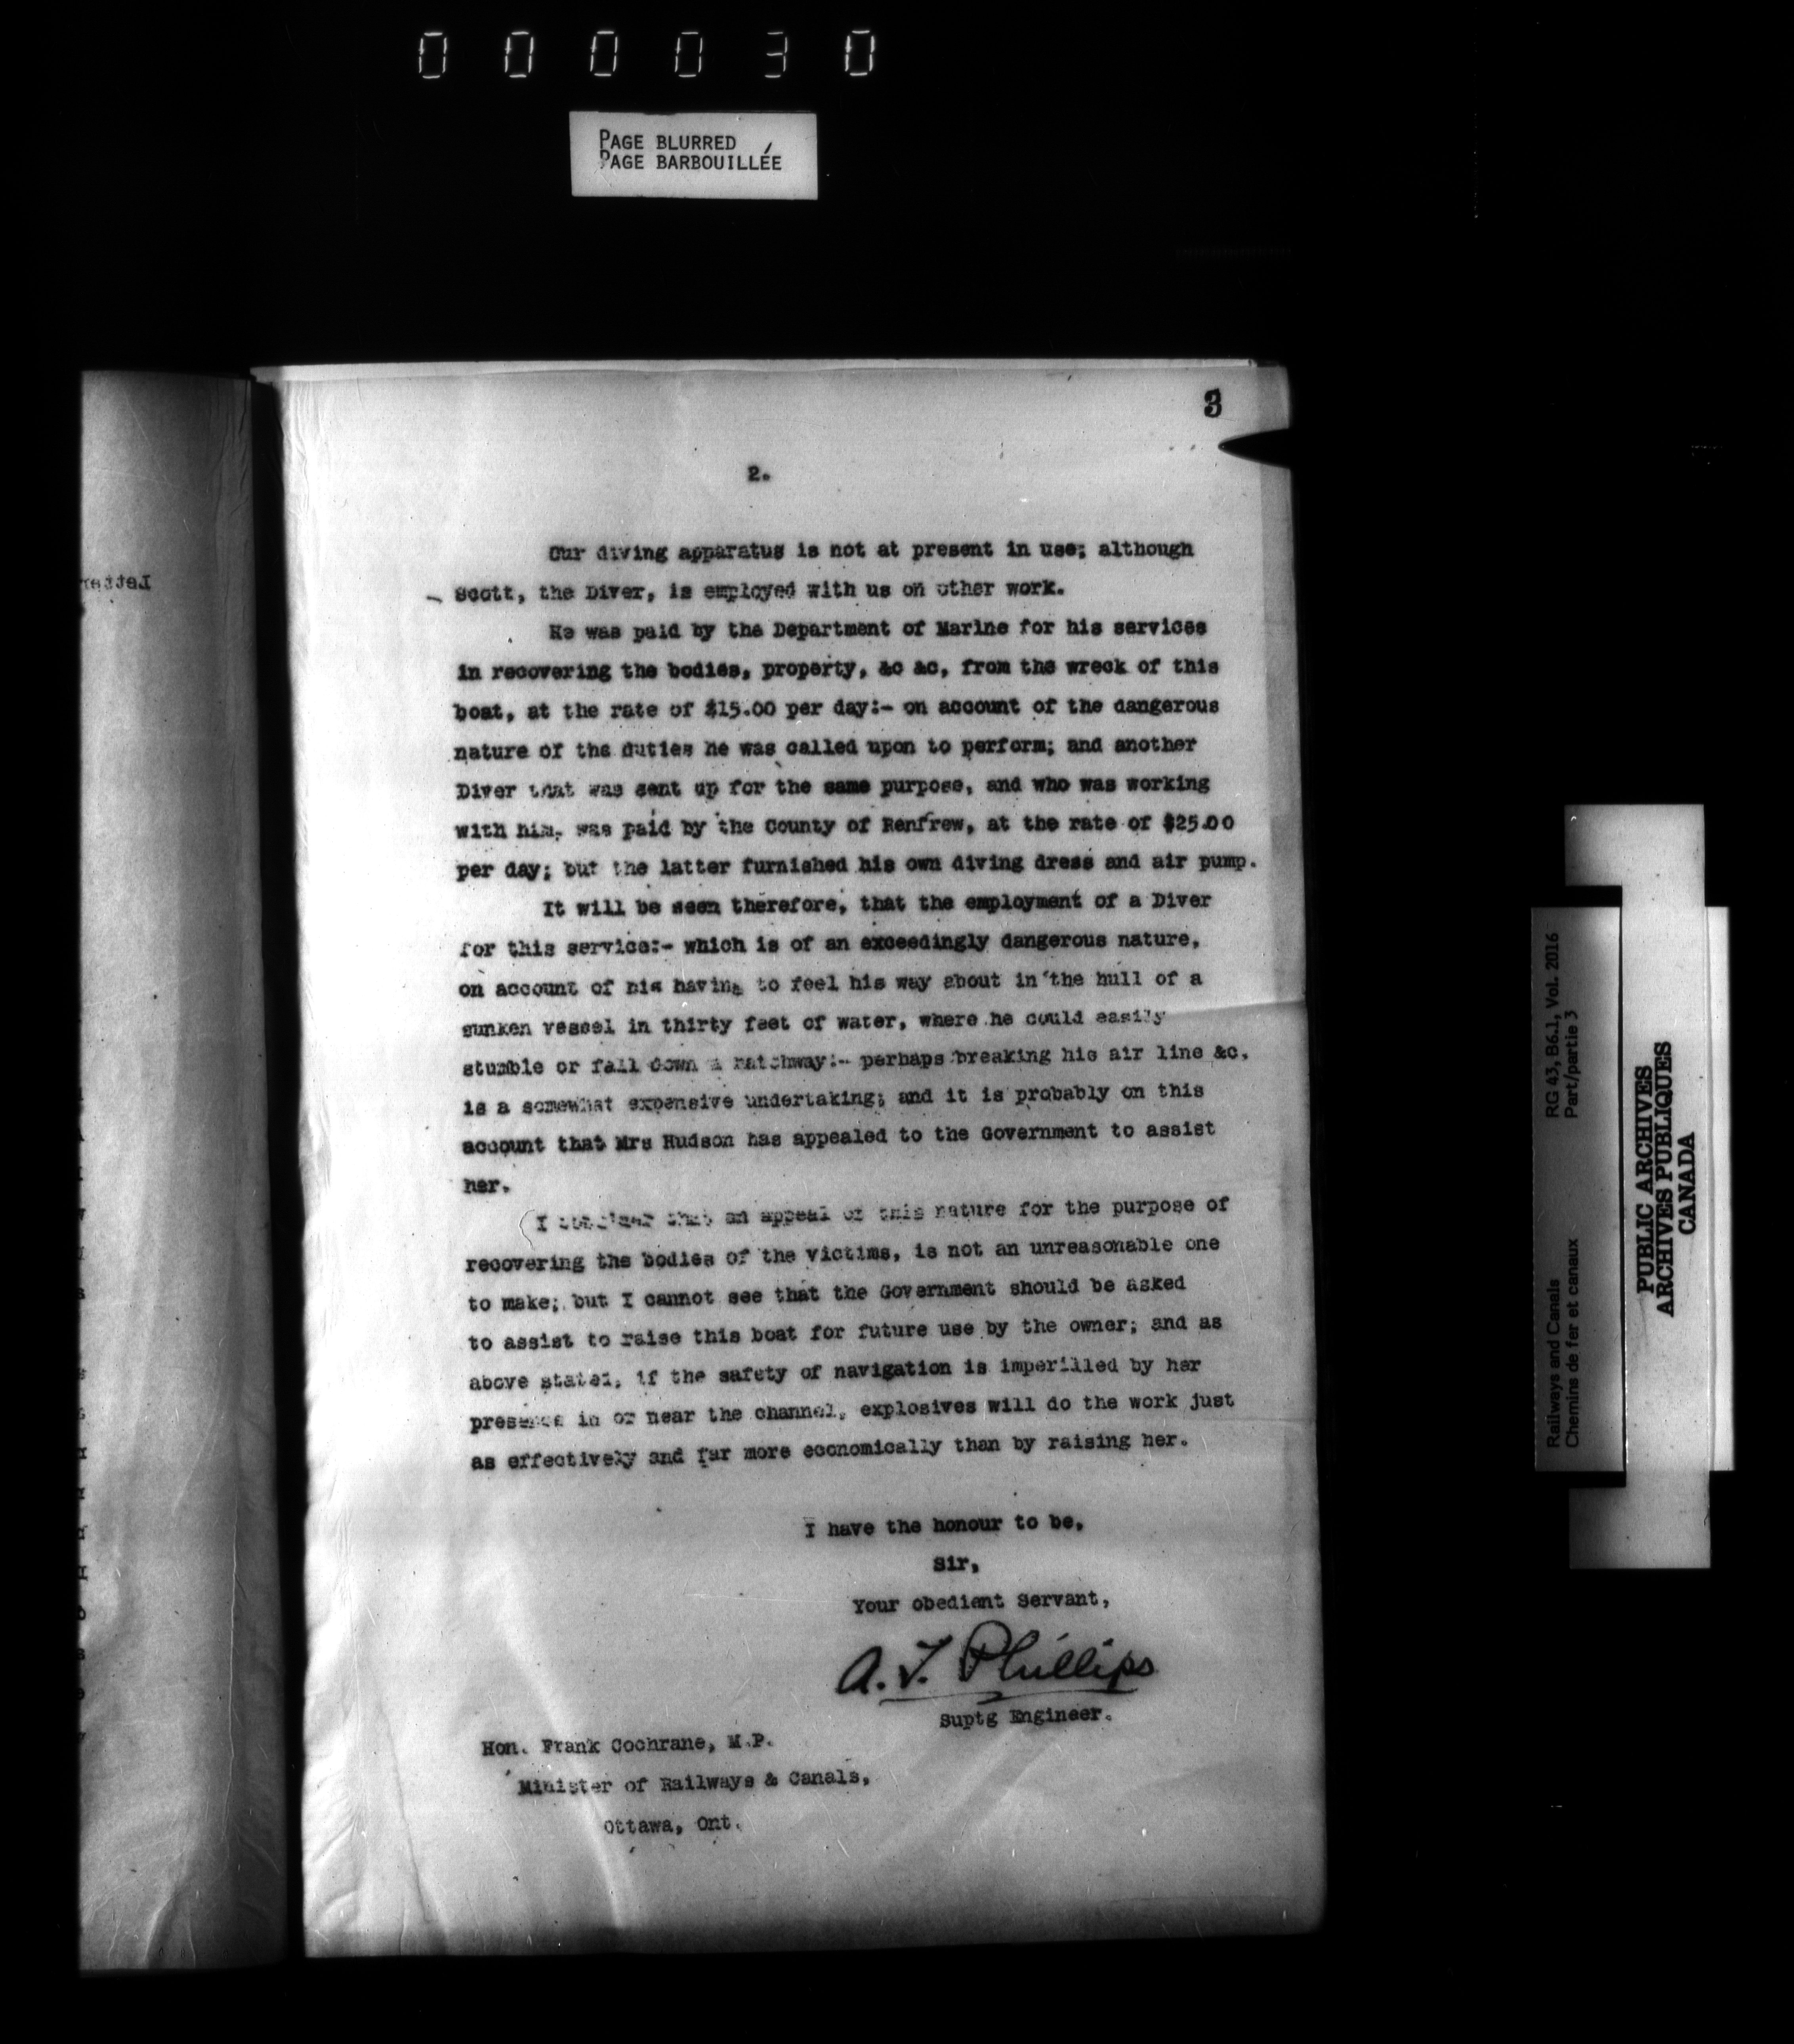 000030
PAGE BLURRED
PAGE BARBOUILLÉE
3
2.
Our diving apparatus is not at present in use; although
Scott, the Diver, is employed with us on other work.
He was paid by the Department of Marine for his services
in recovering the bodies, property, &c &c, from the wreck of this
boat, at the rate of $15.00 per day:- on account of the dangerous
nature of the duties he was called upon to perform; and another
Diver that was sent up for the same purpose, and who was working
with him, was paid by the County of Renfrew, at the rate of $25.00
per day; but the latter furnished his own diving dress and air pump.
It will be seen therefore, that the employment of a Diver
for this service:- which is of an exceedingly dangerous nature,
on account of his having to feel his way about in the hull of a
sunken vessel in thirty feet of water, where he could easily
stumble or fall down a hatchway:- perhaps breaking his air line &c,
is a somewhat expensive undertaking; and it is probably on this
account that Mrs Hudson has appealed to the Government to assist
her.
I consider that an appeal of this nature for the purpose of
recovering the bodies of the victims, is not an unreasonable one
to make; but I cannot see that the Government should be asked
to assist to raise this boat for future use by the owner; and as
above stated, if the safety of navigation is imperilled by her
presence in or near the channel, explosives will do the work just
as effectively and far more economically than by raising her.
I have the honour to be,
Sir,
Your obedient Servant,
A. T. Phillips
Suptg Engineer.
Hon. Frank Cochrane, M.P.
Minister of Railways & Canals,
Ottawa, Ont.
Railways and Canals RG 43, B6.1, Vol. 2016
Chemins de fer et canaux Part/partie 3
PUBLIC ARCHIVES
ARCHIVES PUBLIQUES
CANADA